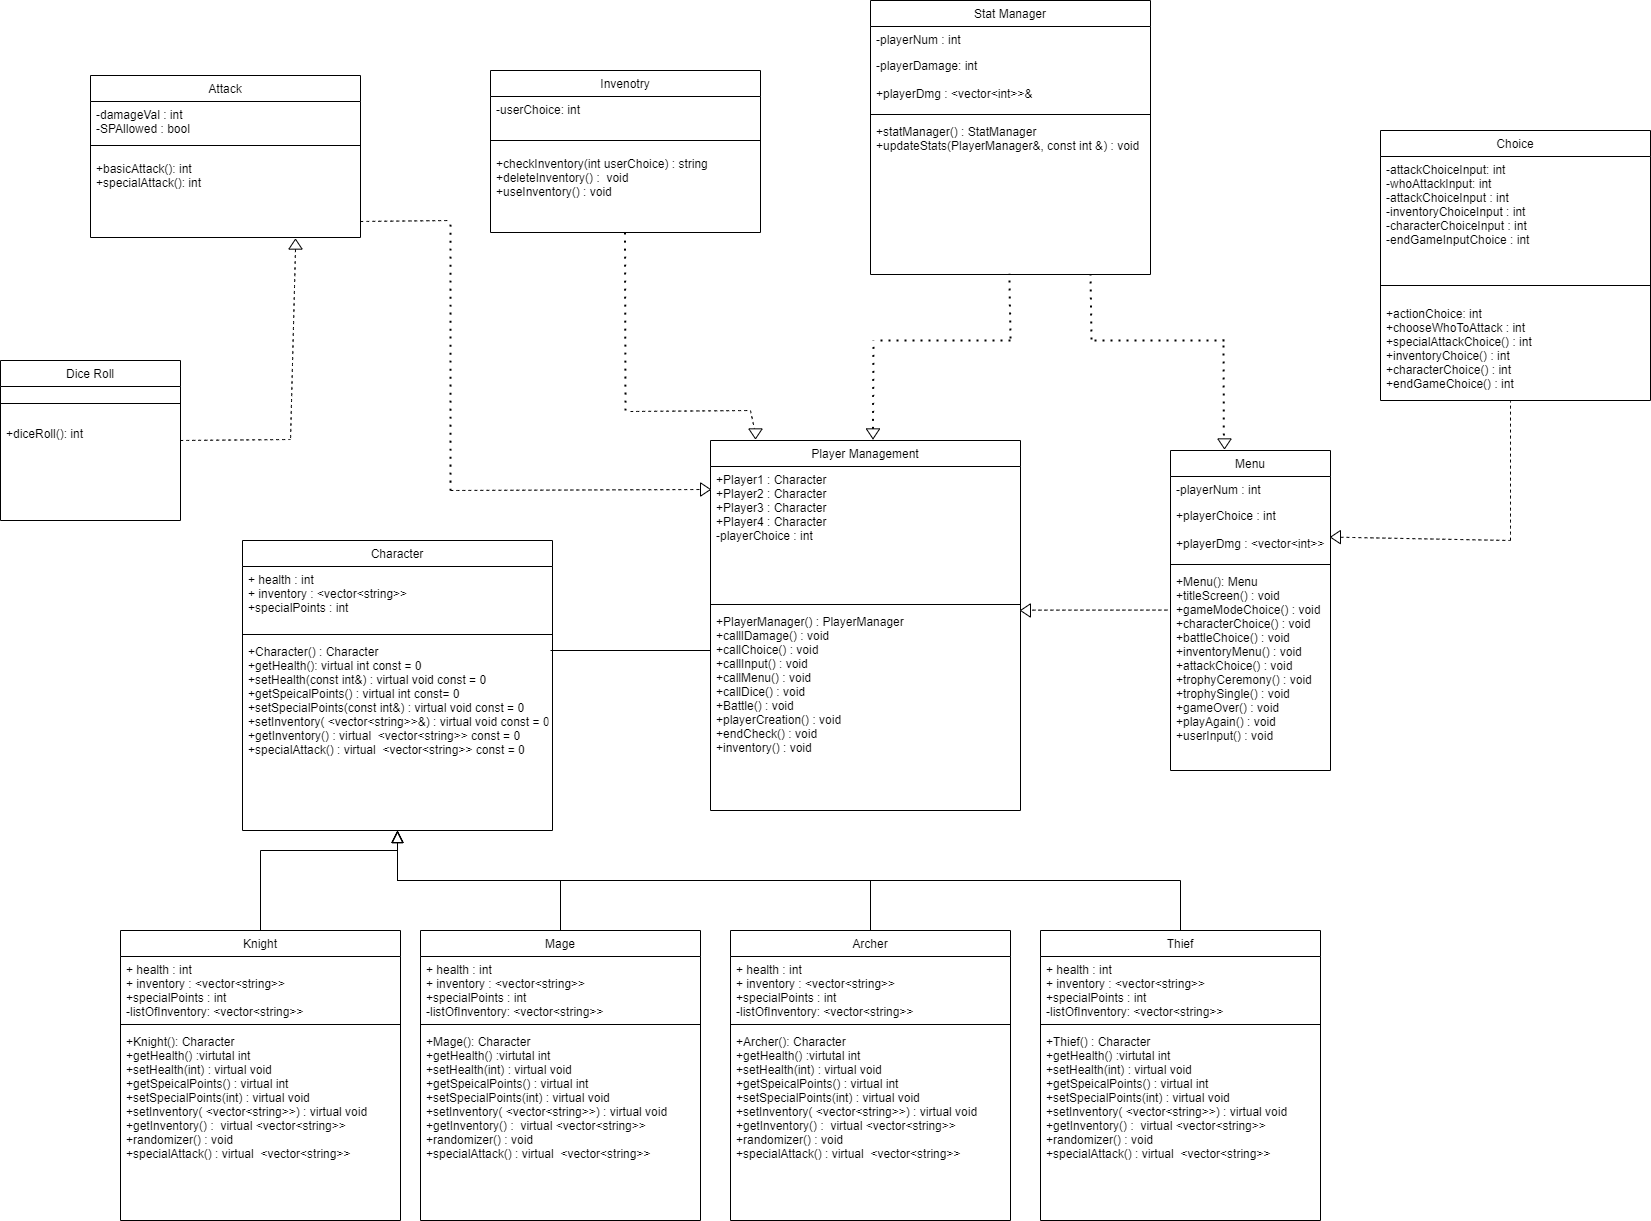 Stat Manager
-playerNum : int
-playerDamage: int
+playerDmg : <vector<int>>&
+statManager() : StatManager
+updateStats(PlayerManager&, const int &) : void
Attack
-damageVal : int
-SPAllowed : bool
+basicAttack(): int
+specialAttack(): int
Invenotry
-userChoice: int
+checkInventory(int userChoice) : string
+deleteInventory() :  void
+useInventory() : void
Choice
-attackChoiceInput: int
-whoAttackInput: int
-attackChoiceInput : int
-inventoryChoiceInput : int
-characterChoiceInput : int
-endGameInputChoice : int
+actionChoice: int
+chooseWhoToAttack : int
+specialAttackChoice() : int
+inventoryChoice() : int
+characterChoice() : int
+endGameChoice() : int
Dice Roll
+diceRoll(): int
Player Management
+Player1 : Character
+Player2 : Character
+Player3 : Character
+Player4 : Character
-playerChoice : int
+PlayerManager() : PlayerManager
+calllDamage() : void
+callChoice() : void
+callInput() : void
+callMenu() : void
+callDice() : void
+Battle() : void
+playerCreation() : void
+endCheck() : void
+inventory() : void
Menu
-playerNum : int
+playerChoice : int
+playerDmg : <vector<int>>
+Menu(): Menu
+titleScreen() : void
+gameModeChoice() : void
+characterChoice() : void
+battleChoice() : void
+inventoryMenu() : void
+attackChoice() : void
+trophyCeremony() : void
+trophySingle() : void
+gameOver() : void
+playAgain() : void
+userInput() : void
Character
+ health : int
+ inventory : <vector<string>>
+specialPoints : int
+Character() : Character
+getHealth(): virtual int const = 0
+setHealth(const int&) : virtual void const = 0
+getSpeicalPoints() : virtual int const= 0
+setSpecialPoints(const int&) : virtual void const = 0
+setInventory( <vector<string>>&) : virtual void const = 0
+getInventory() : virtual  <vector<string>> const = 0
+specialAttack() : virtual  <vector<string>> const = 0
Knight
+ health : int
+ inventory : <vector<string>>
+specialPoints : int
-listOfInventory: <vector<string>>
+Knight(): Character
+getHealth() :virtutal int
+setHealth(int) : virtual void
+getSpeicalPoints() : virtual int
+setSpecialPoints(int) : virtual void
+setInventory( <vector<string>>) : virtual void
+getInventory() :  virtual <vector<string>>
+randomizer() : void
+specialAttack() : virtual  <vector<string>>
Mage
+ health : int
+ inventory : <vector<string>>
+specialPoints : int
-listOfInventory: <vector<string>>
+Mage(): Character
+getHealth() :virtutal int
+setHealth(int) : virtual void
+getSpeicalPoints() : virtual int
+setSpecialPoints(int) : virtual void
+setInventory( <vector<string>>) : virtual void
+getInventory() :  virtual <vector<string>>
+randomizer() : void
+specialAttack() : virtual  <vector<string>>
Archer
+ health : int
+ inventory : <vector<string>>
+specialPoints : int
-listOfInventory: <vector<string>>
+Archer(): Character
+getHealth() :virtutal int
+setHealth(int) : virtual void
+getSpeicalPoints() : virtual int
+setSpecialPoints(int) : virtual void
+setInventory( <vector<string>>) : virtual void
+getInventory() :  virtual <vector<string>>
+randomizer() : void
+specialAttack() : virtual  <vector<string>>
Thief
+ health : int
+ inventory : <vector<string>>
+specialPoints : int
-listOfInventory: <vector<string>>
+Thief() : Character
+getHealth() :virtutal int
+setHealth(int) : virtual void
+getSpeicalPoints() : virtual int
+setSpecialPoints(int) : virtual void
+setInventory( <vector<string>>) : virtual void
+getInventory() :  virtual <vector<string>>
+randomizer() : void
+specialAttack() : virtual  <vector<string>>